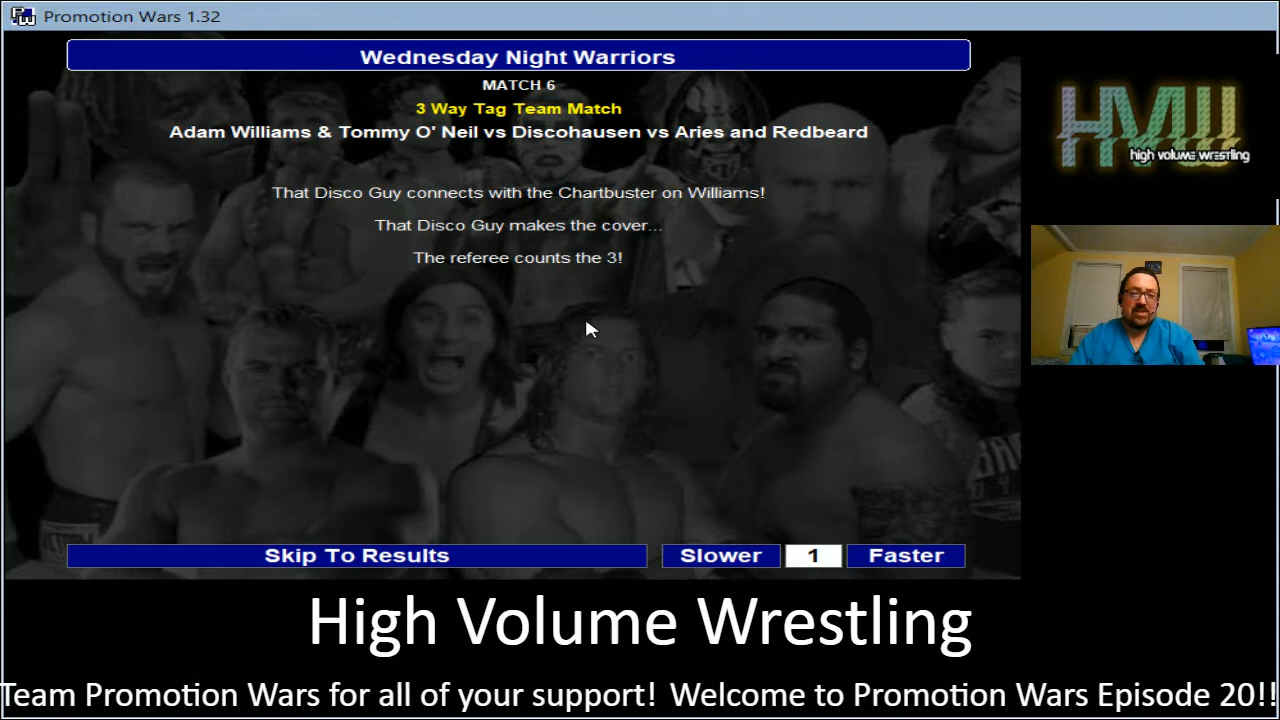 Promotion Wars 1.32
Wednesday Night Warriors
MATCH 6
3 Way Tag Team Match
Adam Williams & Tommy O' Neil vs Discohausen vs Aries and Redbeard
That Disco Guy connects with the Chartbuster on Williams!
That Disco Guy makes the cover...
The referee counts the 3!
HVW
high volume wrestling
Skip To Results
Slower
1
Faster
High Volume Wrestling
Team Promotion Wars for all of your support! Welcome to Promotion Wars Episode 20!!